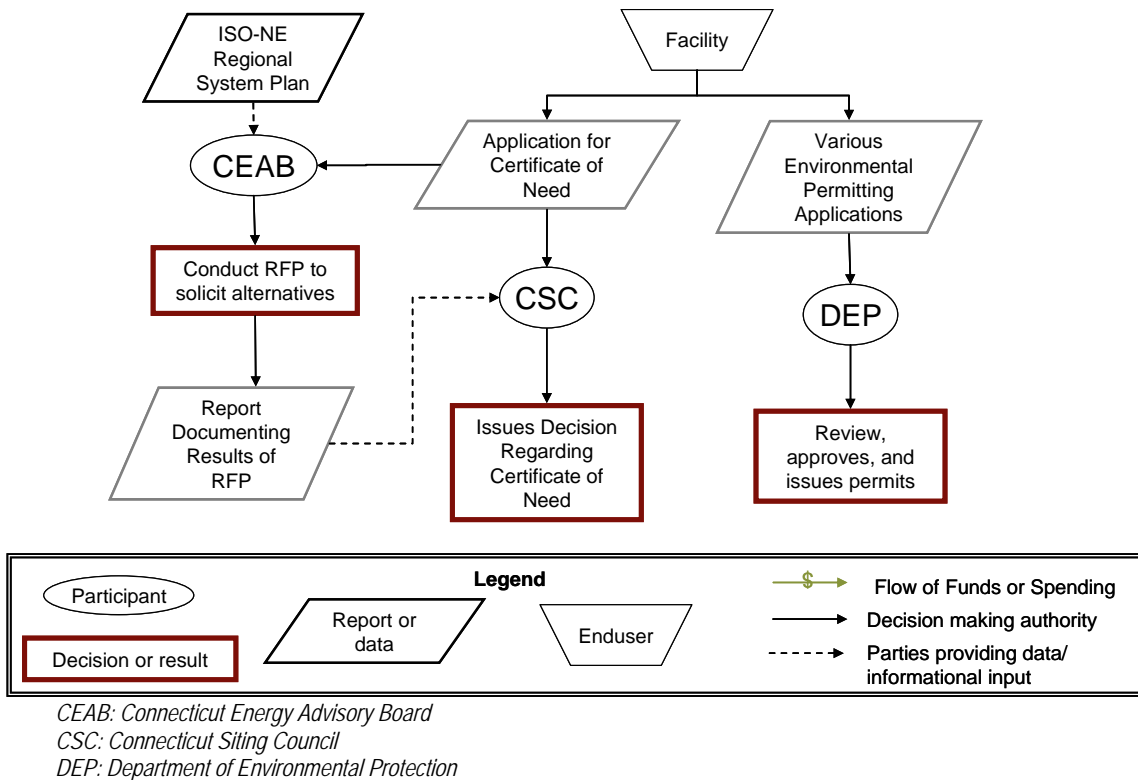 ISO-NE
Regional
System Plan
Facility
CEAB
Application for
Certificate of
Need
Various
Environmental
Permitting
Applications
Conduct RFP to
solicit alternatives
CSC
DEP
Report
Documenting
Results of
RFP
Issues Decision
Regarding
Certificate of
Need
Review,
approves, and
issues permits
Legend
Participant
Decision or result
Report or
data
Enduser
$
Flow of Funds or Spending
Decision making authority
Parties providing data/
informational input
CEAB: Connecticut Energy Advisory Board
CSC: Connecticut Siting Council
DEP: Department of Environmental Protection